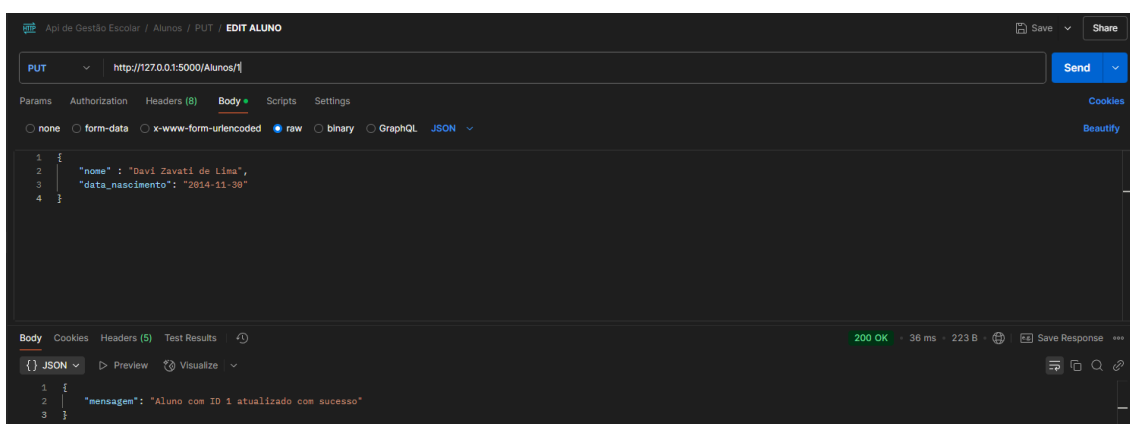 HTTP Api de Gestão Escolar / Alunos / PUT / EDIT ALUNO Save Share
PUT http://127.0.0.1:5000/Alunos/1 Send
Params Authorization Headers (8) Body Scripts Settings Cookies
none form-data x-www-form-urlencoded raw binary GraphQL JSON Beautify
1 {
2 "nome" : "Davi Zavati de Lima",
3 "data_nascimento": "2014-11-30"
4 }
Body Cookies Headers (5) Test Results 200 OK 36 ms 223 B Save Response
{} JSON Preview Visualize
1 {
2 "mensagem": "Aluno com ID 1 atualizado com sucesso"
3 }